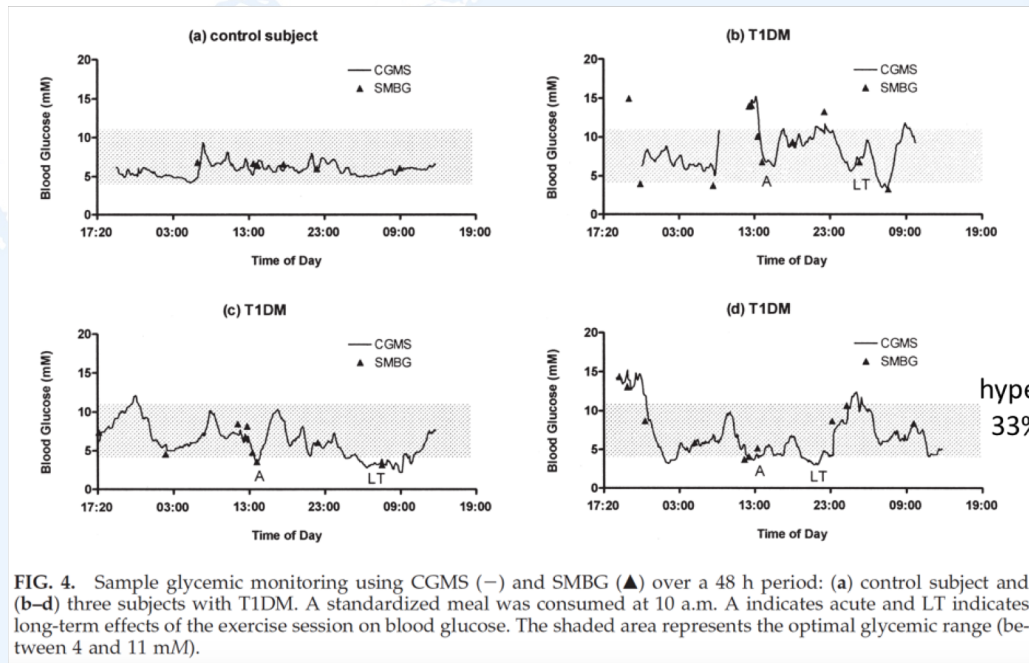 (a) control subject
Blood Glucose (mM)
20
15
10
5
0
CGMS
SMBG
17:20 03:00 13:00 23:00 09:00 19:00
Time of Day
(b) T1DM
Blood Glucose (mM)
20
15
10
5
0
CGMS
SMBG
A
LT
17:20 03:00 13:00 23:00 09:00 19:00
Time of Day
(c) T1DM
Blood Glucose (mM)
20
15
10
5
0
CGMS
SMBG
A
LT
17:20 03:00 13:00 23:00 09:00 19:00
Time of Day
(d) T1DM
Blood Glucose (mM)
20
15
10
5
0
CGMS
SMBG
A
LT
17:20 03:00 13:00 23:00 09:00 19:00
Time of Day
hype
33%
FIG. 4. Sample glycemic monitoring using CGMS (−) and SMBG (▲) over a 48 h period: (a) control subject and
(b–d) three subjects with T1DM. A standardized meal was consumed at 10 a.m. A indicates acute and LT indicates
long-term effects of the exercise session on blood glucose. The shaded area represents the optimal glycemic range (be-
tween 4 and 11 mM).